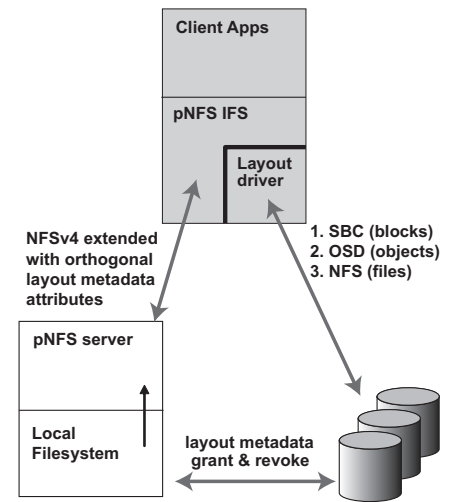 Client Apps
pNFS IFS
Layout
driver
1. SBC (blocks)
2. OSD (objects)
3. NFS (files)
NFSv4 extended
with orthogonal
layout metadata
attributes
pNFS server
Local
Filesystem
layout metadata
grant & revoke